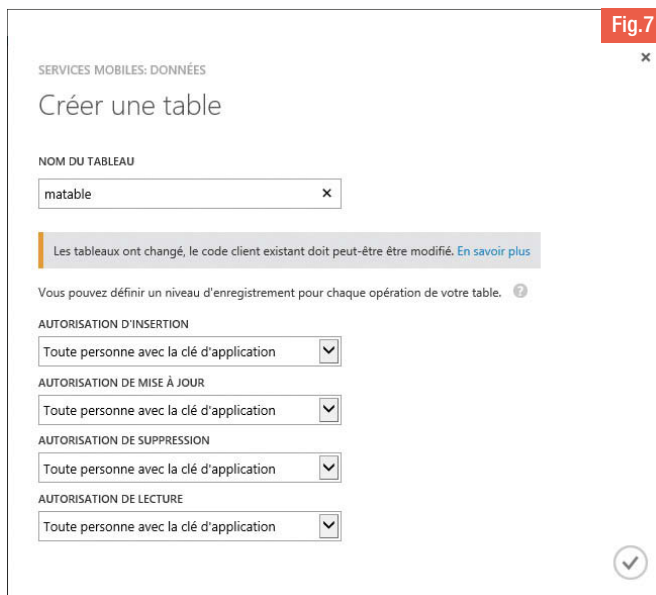 Fig.7
SERVICES MOBILES: DONNÉES
Créer une table
NOM DU TABLEAU
matable
Les tableaux ont changé, le code client existant doit peut-être être modifié. En savoir plus
Vous pouvez définir un niveau d'enregistrement pour chaque opération de votre table. ?
AUTORISATION D'INSERTION
Toute personne avec la clé d'application
AUTORISATION DE MISE À JOUR
Toute personne avec la clé d'application
AUTORISATION DE SUPPRESSION
Toute personne avec la clé d'application
AUTORISATION DE LECTURE
Toute personne avec la clé d'application